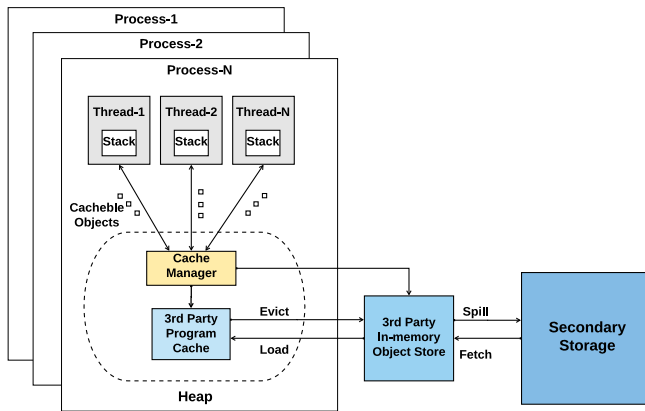 Process-1
Process-2
Process-N
Thread-1
Thread-2
Thread-N
Stack
Stack
Stack
Cacheble
Objects
Cache
Manager
3rd Party
Program
Cache
Evict
Load
3rd Party
In-memory
Object Store
Spill
Fetch
Secondary
Storage
Heap